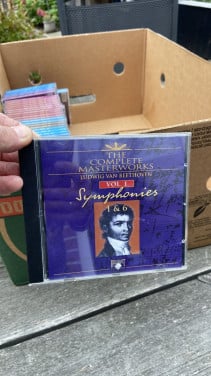 THE
COMPLETE
MASTERWORKS
LUDWIG VAN BEETHOVEN
VOL. 1
Symphonies
1 & 6